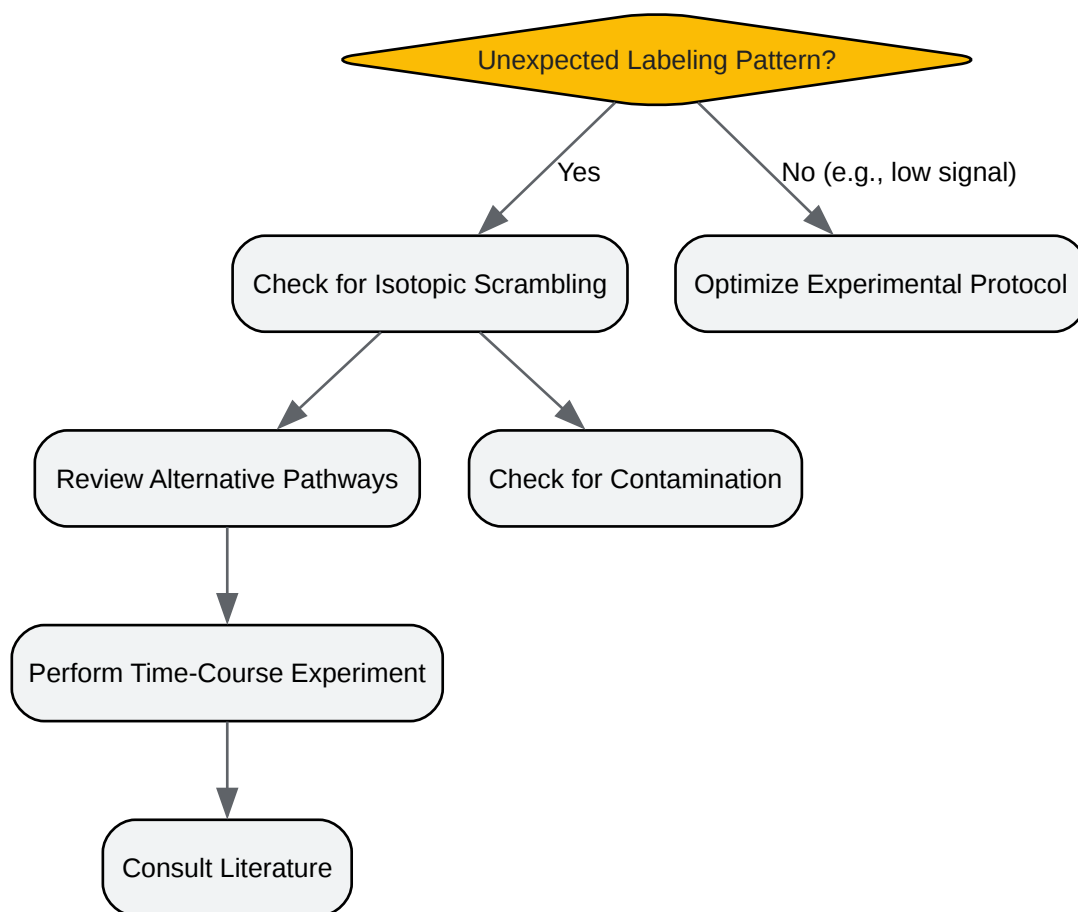 Unexpected Labeling Pattern?
Yes
No (e.g., low signal)
Check for Isotopic Scrambling
Optimize Experimental Protocol
Review Alternative Pathways
Check for Contamination
Perform Time-Course Experiment
Consult Literature